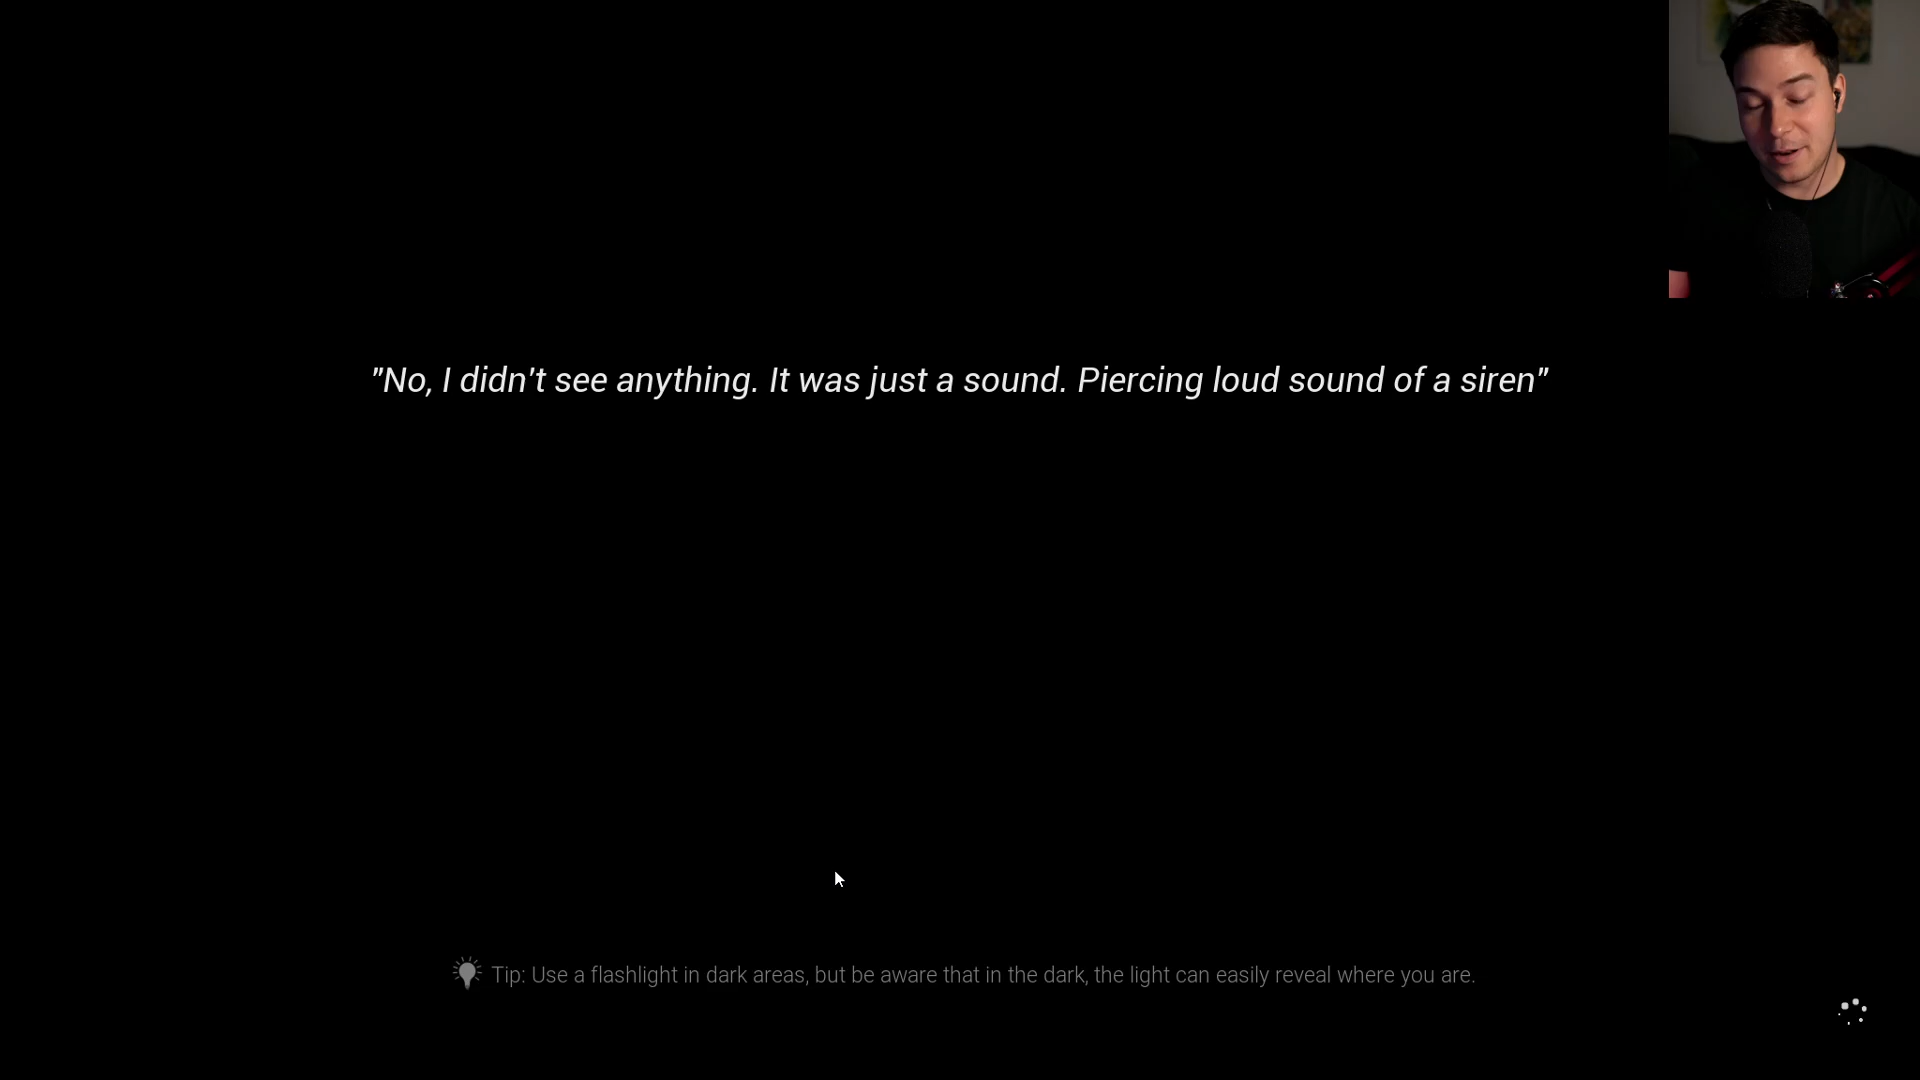 "No, I didn't see anything. It was just a sound. Piercing loud sound of a siren"
Tip: Use a flashlight in dark areas, but be aware that in the dark, the light can easily reveal where you are.